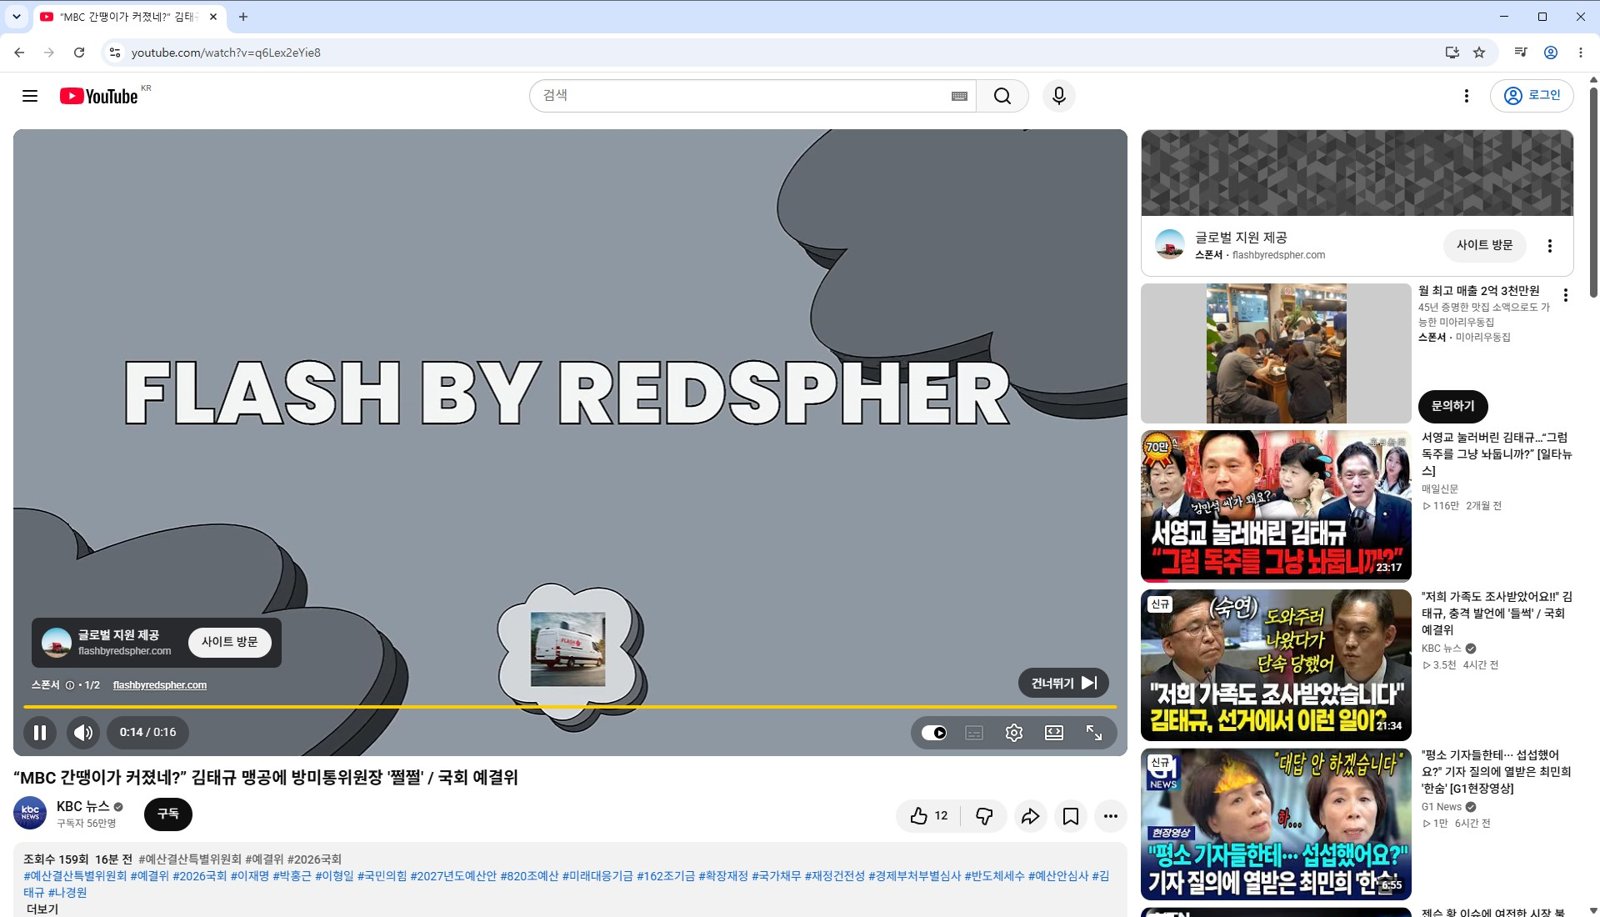 "MBC 간땡이가 커졌네?" 김태규
youtube.com/watch?v=q6Lex2eYie8
YouTube KR
검색
로그인
FLASH BY REDSPHER
FLASH
글로벌 지원 제공
flashbyredspher.com
사이트 방문
스폰서 · 1/2 flashbyredspher.com
건너뛰기
0:14 / 0:16
“MBC 간땡이가 커졌네?” 김태규 맹공에 방미통위원장 '쩔쩔' / 국회 예결위
kbc NEWS
KBC 뉴스
구독자 56만명
구독
12
조회수 159회 16분 전 #예산결산특별위원회 #예결위 #2026국회
#예산결산특별위원회 #예결위 #2026국회 #이재명 #박홍근 #이형일 #국민의힘 #2027년도예산안 #820조예산 #미래대응기금 #162조기금 #확장재정 #국가채무 #재정건전성 #경제부처부별심사 #반도체세수 #예산안심사 #김
태규 #나경원
더보기
글로벌 지원 제공
스폰서 · flashbyredspher.com
사이트 방문
월 최고 매출 2억 3천만원
45년 증명한 맛집 소액으로도 가
능한 미아리우동집
스폰서 · 미아리우동집
문의하기
70만
김민석 씨가 왜요?
서영교 눌러버린 김태규
“그럼 독주를 그냥 놔둡니까?”
23:17
서영교 눌러버린 김태규...“그럼
독주를 그냥 놔둡니까?” [일타뉴
스]
매일신문
116만 2개월 전
신규
(숙연)
도와주러
나왔다가
단속 당했어
"저희 가족도 조사받았습니다"
김태규, 선거에서 이런 일이?
21:34
"저희 가족도 조사받았어요!!" 김
태규, 충격 발언에 '들썩' / 국회
예결위
KBC 뉴스
3.5천 4시간 전
신규
G1 NEWS
"대답 안 하겠습니다"
하...
현장영상
"평소 기자들한테… 섭섭했어요?"
기자 질의에 열받은 최민희 '한숨'
6:55
"평소 기자들한테… 섭섭했어
요?" 기자 질의에 열받은 최민희
'한숨' [G1현장영상]
G1 News
1만 6시간 전
젠슨 황 이슈에 여전한 시장 불